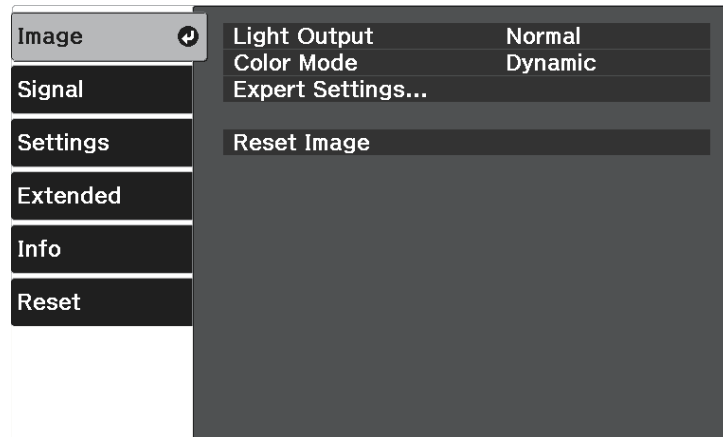 Image
Signal
Settings
Extended
Info
Reset
Light Output Normal
Color Mode Dynamic
Expert Settings...
Reset Image